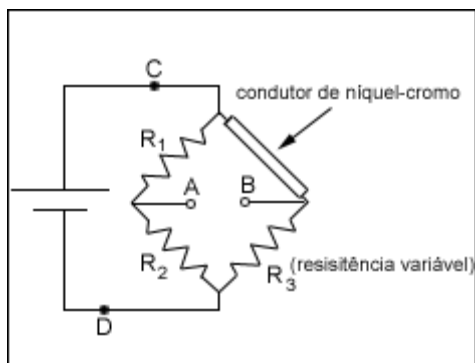 C
condutor de níquel-cromo
R1
A
B
R2
R3 (resisitência variável)
D